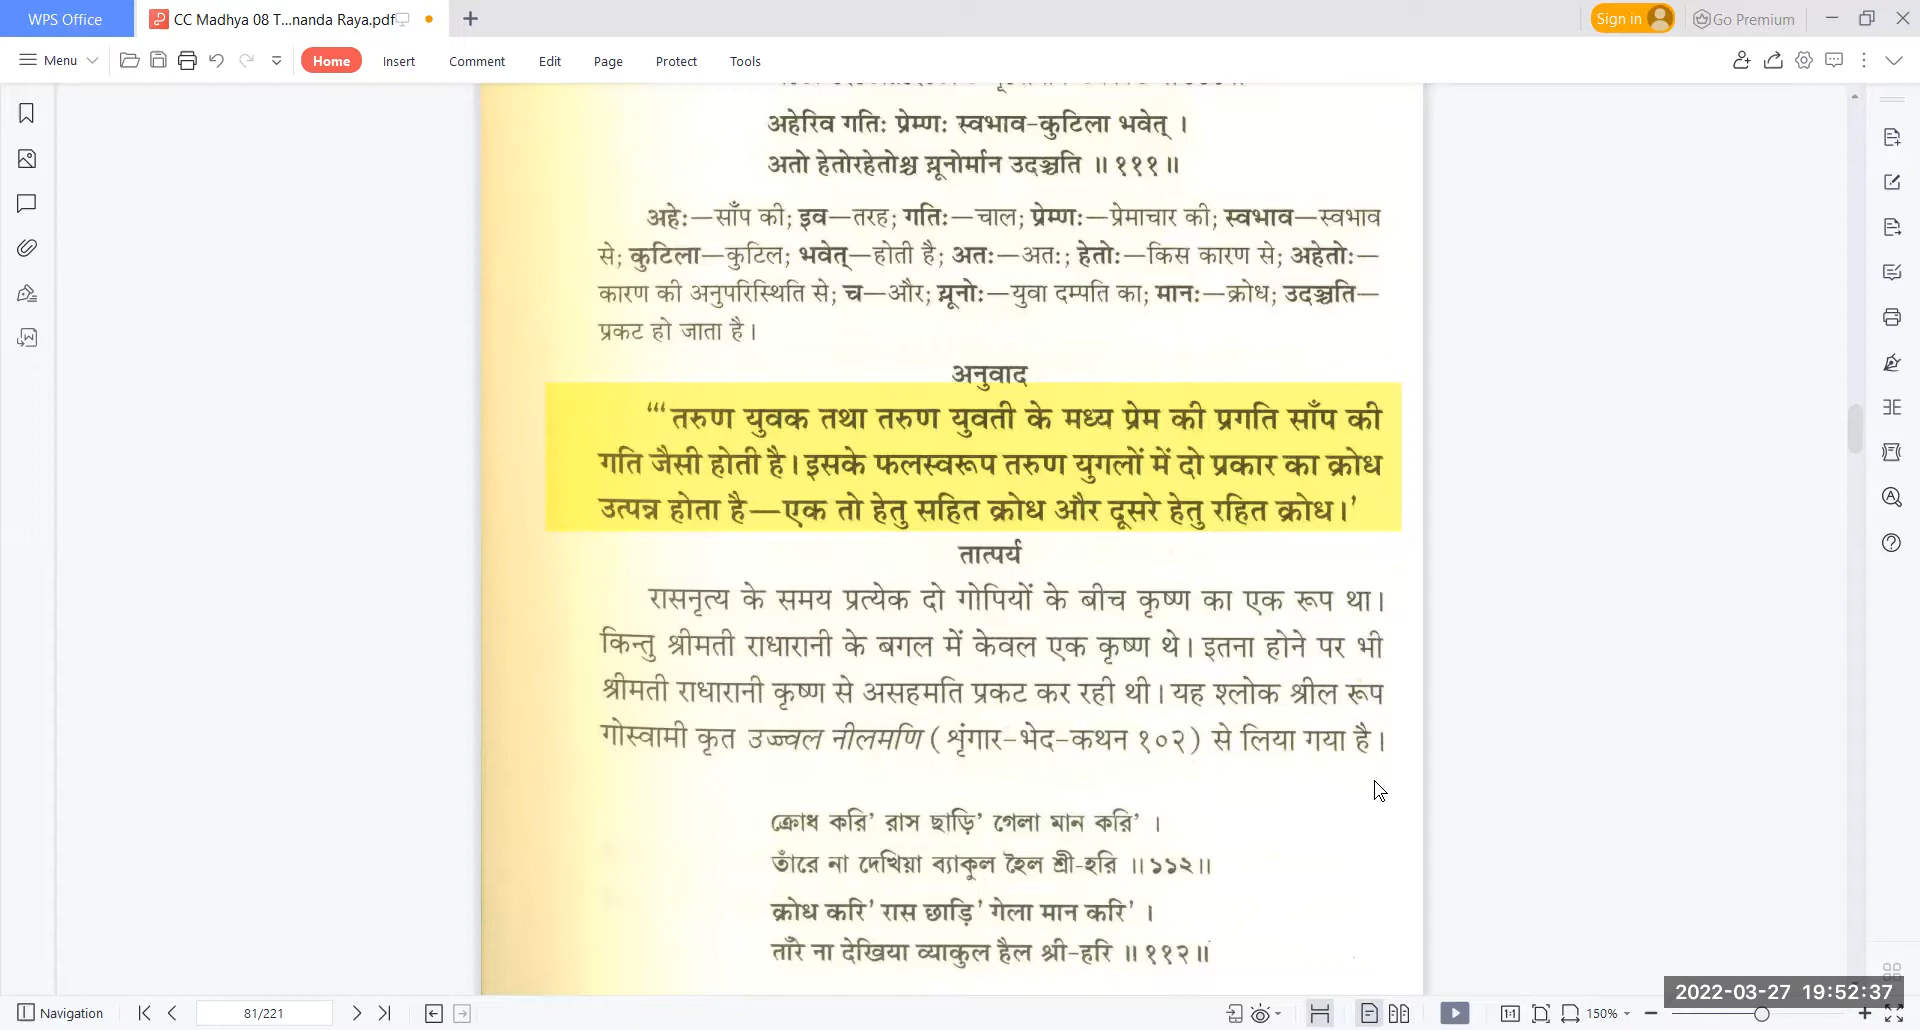 WPS Office
CC Madhya 08 T...nanda Raya.pdf
Sign in
Go Premium
Menu
Home
Insert
Comment
Edit
Page
Protect
Tools
अहेरिव गतिः प्रेम्णः स्वभाव-कुटिला भवेत् ।
अतो हेतोरहेतोश्च यूनोर्मान उदञ्चति ॥ १११॥
अहेः—साँप की; इव—तरह; गतिः—चाल; प्रेम्णः—प्रेमाचार की; स्वभाव—स्वभाव
से; कुटिला—कुटिल; भवेत्—होती है; अतः—अतः; हेतोः—किस कारण से; अहेतोः—
कारण की अनुपरिस्थिति से; च—और; यूनोः—युवा दम्पति का; मानः—क्रोध; उदञ्चति—
प्रकट हो जाता है।
अनुवाद
“‘तरुण युवक तथा तरुण युवती के मध्य प्रेम की प्रगति साँप की
गति जैसी होती है। इसके फलस्वरूप तरुण युगलों में दो प्रकार का क्रोध
उत्पन्न होता है—एक तो हेतु सहित क्रोध और दूसरे हेतु रहित क्रोध।’
तात्पर्य
रासनृत्य के समय प्रत्येक दो गोपियों के बीच कृष्ण का एक रूप था।
किन्तु श्रीमती राधारानी के बगल में केवल एक कृष्ण थे। इतना होने पर भी
श्रीमती राधारानी कृष्ण से असहमति प्रकट कर रही थी। यह श्लोक श्रील रूप
गोस्वामी कृत उज्ज्वल नीलमणि (शृंगार-भेद-कथन १०२) से लिया गया है।
ক্রোধ করি’ রাস ছাড়ি’ গেলা মান করি’ ।
তাঁরে না দেখিয়া ব্যাকুল হৈল শ্রী-হরি ॥ ১১২॥
क्रोध करि’ रास छाड़ि’ गेला मान करि’ ।
ताँरे ना देखिया व्याकुल हैल श्री-हरि ॥ ११२॥
2022-03-27 19:52:37
Navigation
81/221
1:1
150%